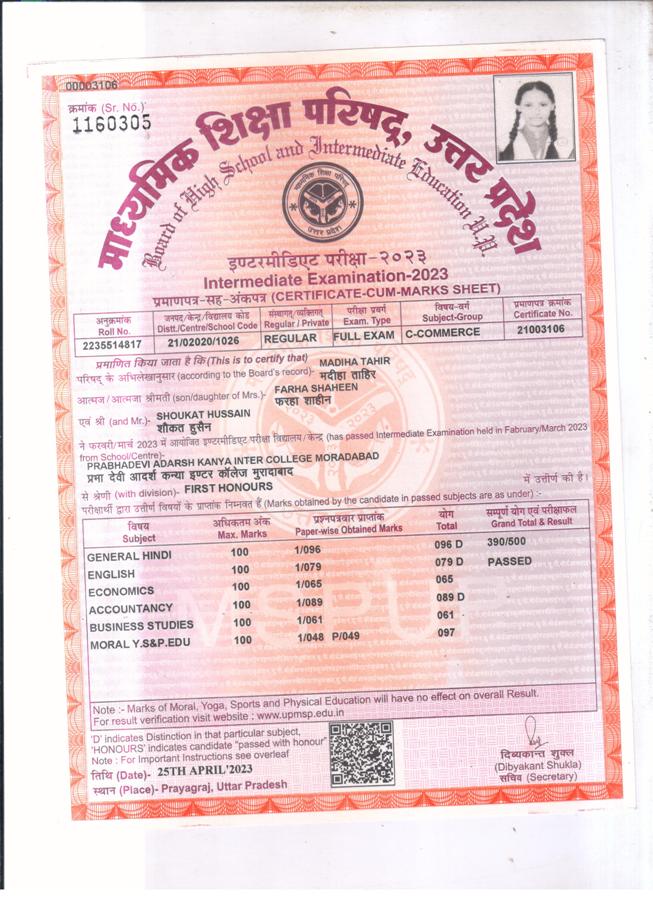 00003106
क्रमांक (Sr. No.)
1160305
माध्यमिक शिक्षा परिषद, उत्तर प्रदेश
Board of High School and Intermediate Education U.P.
माध्यमिक शिक्षा परिषद्
उत्तर प्रदेश
इण्टरमीडिएट परीक्षा-२०२३
Intermediate Examination-2023
प्रमाणपत्र-सह-अंकपत्र (CERTIFICATE-CUM-MARKS SHEET)
अनुक्रमांक जनपद/केन्द्र/विद्यालय कोड संस्थागत/व्यक्तिगत परीक्षा प्रवर्ग विषय-वर्ग प्रमाणपत्र क्रमांक
Roll No. Distt./Centre/School Code Regular / Private Exam. Type Subject-Group Certificate No.
2235514817 21/02020/1026 REGULAR FULL EXAM C-COMMERCE 21003106
प्रमाणित किया जाता है कि (This is to certify that) MADIHA TAHIR
परिषद के अभिलेखानुसार (according to the Board's record)- मदीहा ताहिर
आत्मज/आत्मजा श्रीमती (son/daughter of Mrs.)- FARHA SHAHEEN
फरहा शाहीन
एवं श्री (and Mr.)- SHOUKAT HUSSAIN
शौकत हुसैन
ने फरवरी/मार्च 2023 में आयोजित इण्टरमीडिएट परीक्षा विद्यालय/केन्द्र (has passed Intermediate Examination held in Fabruary/March 2023
from School/Centre)-
PRABHADEVI ADARSH KANYA INTER COLLEGE MORADABAD
प्रभा देवी आदर्श कन्या इण्टर कॉलेज मुरादाबाद
से श्रेणी (with division)- FIRST HONOURS में उत्तीर्ण की है।
परीक्षार्थी द्वारा उत्तीर्ण विषयों के प्राप्तांक निम्नवत हैं (Marks obtained by the candidate in passed subjects are as under) :-
विषय अधिकतम अंक प्रश्नपत्रवार प्राप्तांक योग सम्पूर्ण योग एवं परीक्षाफल
Subject Max. Marks Paper-wise Obtained Marks Total Grand Total & Result
GENERAL HINDI 100 1/096 096 D 390/500
ENGLISH 100 1/079 079 D PASSED
ECONOMICS 100 1/065 065
ACCOUNTANCY 100 1/089 089 D
BUSINESS STUDIES 100 1/061 061
MORAL Y.S&P.EDU 100 1/048 P/049 097
Note :- Marks of Moral, Yoga, Sports and Physical Education will have no effect on overall Result.
For result verification visit website : www.upmsp.edu.in
'D' indicates Distinction in that particular subject,
'HONOURS' indicates candidate "passed with honour"
Note : For Important Instructions see overleaf
तिथि (Date)- 25TH APRIL'2023
स्थान (Place)- Prayagraj, Uttar Pradesh
दिब्यकान्त शुक्ल
(Dibyakant Shukla)
सचिव (Secretary)